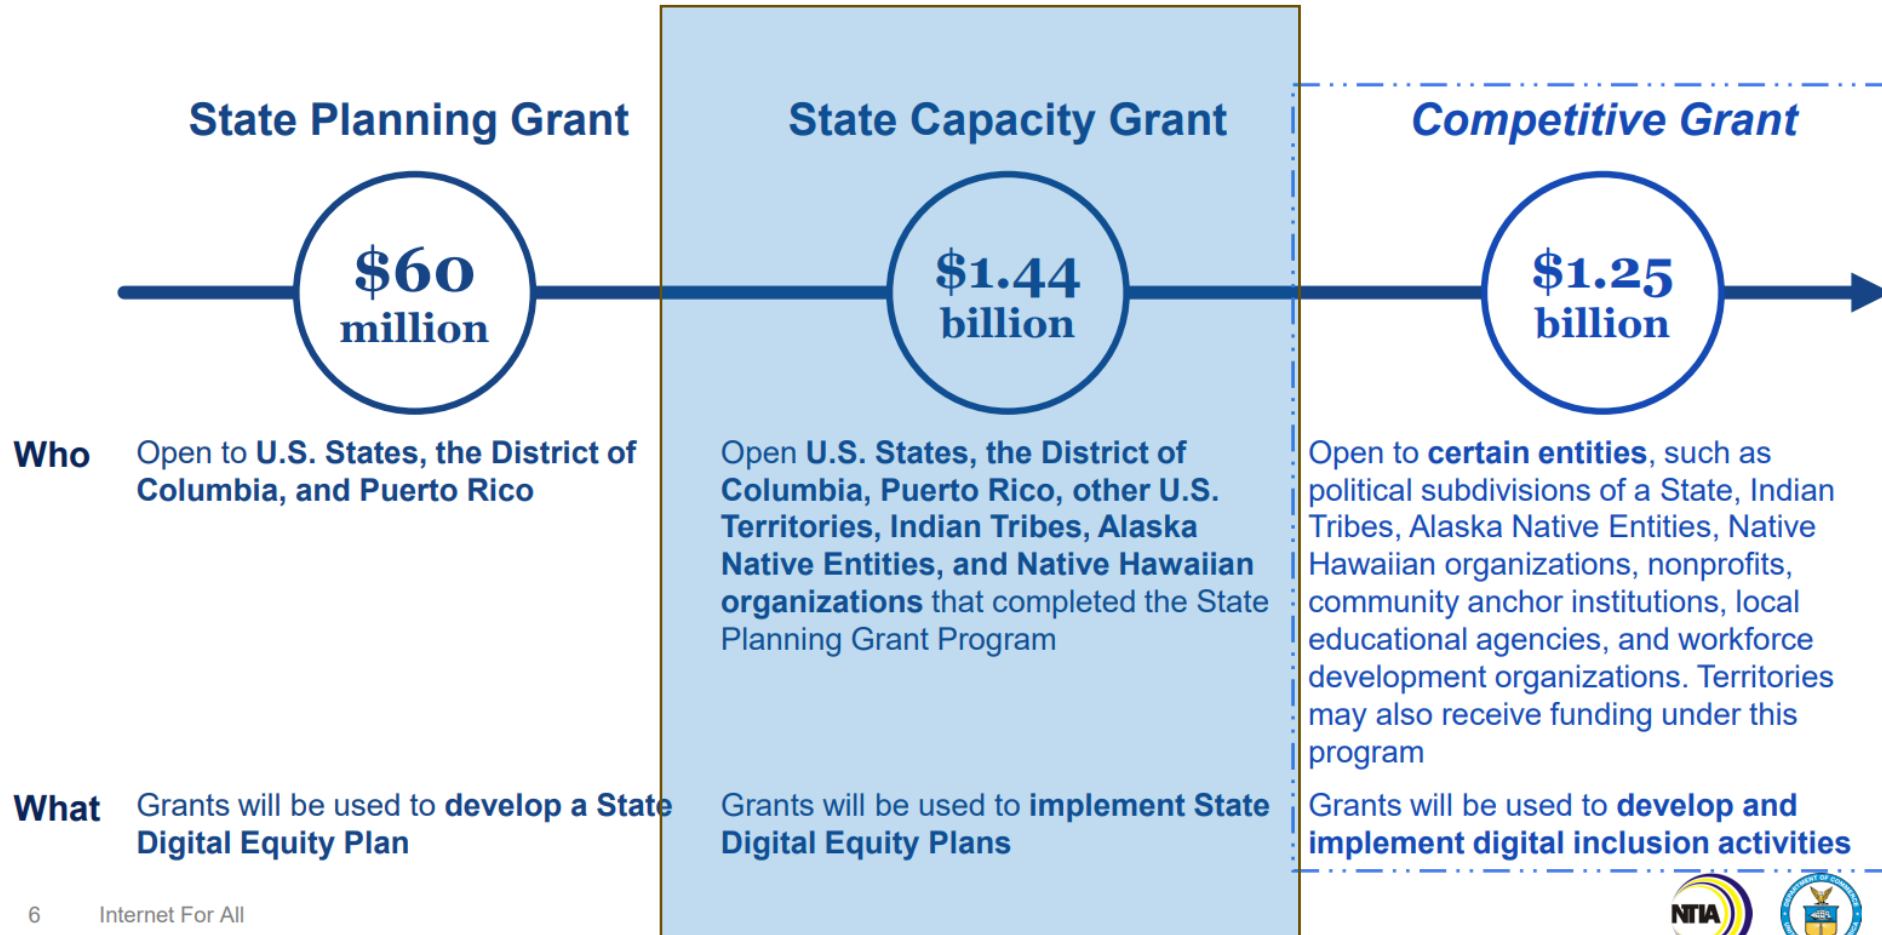 State Planning Grant
State Capacity Grant
Competitive Grant
$60
million
$1.44
billion
$1.25
billion
Who
Open to U.S. States, the District of
Columbia, and Puerto Rico
Open U.S. States, the District of
Columbia, Puerto Rico, other U.S.
Territories, Indian Tribes, Alaska
Native Entities, and Native Hawaiian
organizations that completed the State
Planning Grant Program
Open to certain entities, such as
political subdivisions of a State, Indian
Tribes, Alaska Native Entities, Native
Hawaiian organizations, nonprofits,
community anchor institutions, local
educational agencies, and workforce
development organizations. Territories
may also receive funding under this
program
What
Grants will be used to develop a State
Digital Equity Plan
Grants will be used to implement State
Digital Equity Plans
Grants will be used to develop and
implement digital inclusion activities
6
Internet For All
NTIA
DEPARTMENT OF COMMERCE